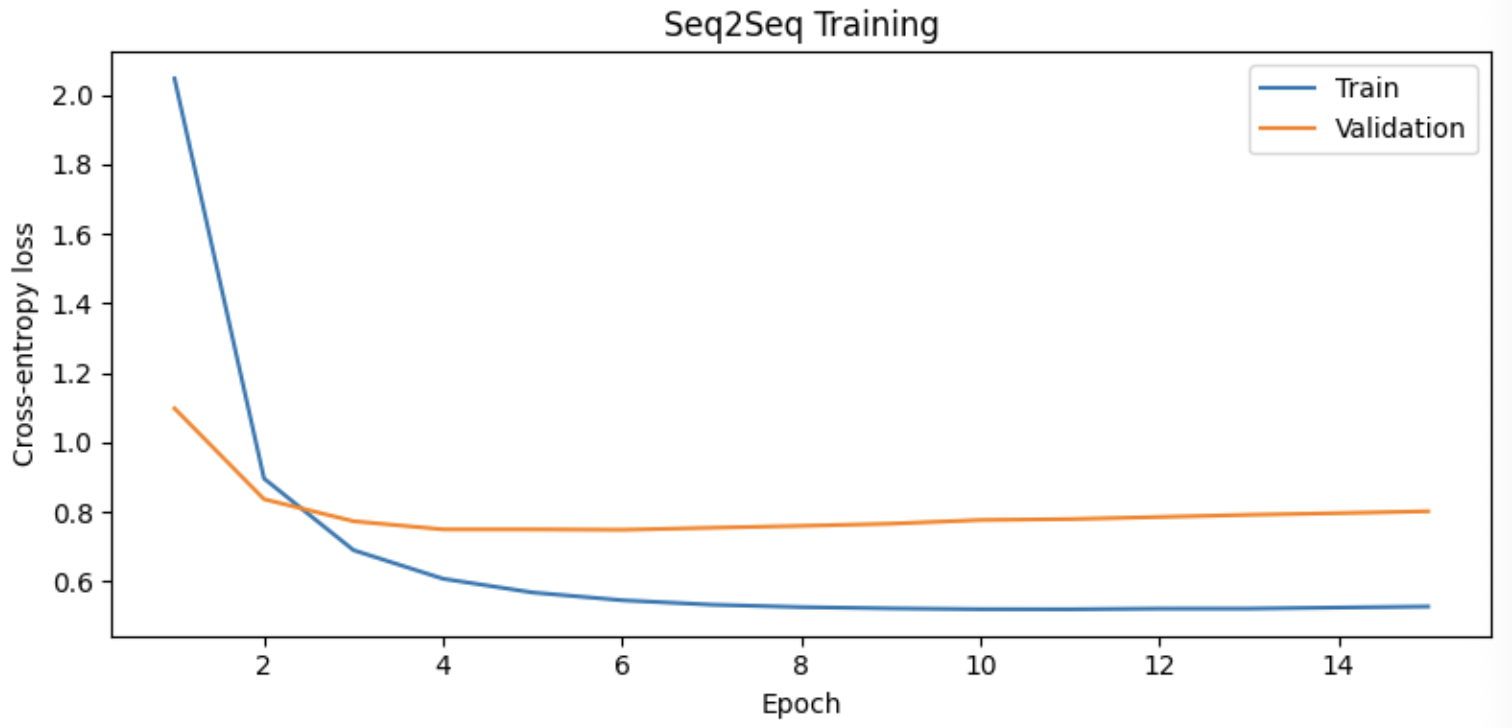 Seq2Seq Training
Train
Validation
Cross-entropy loss
2.0
1.8
1.6
1.4
1.2
1.0
0.8
0.6
2 4 6 8 10 12 14
Epoch